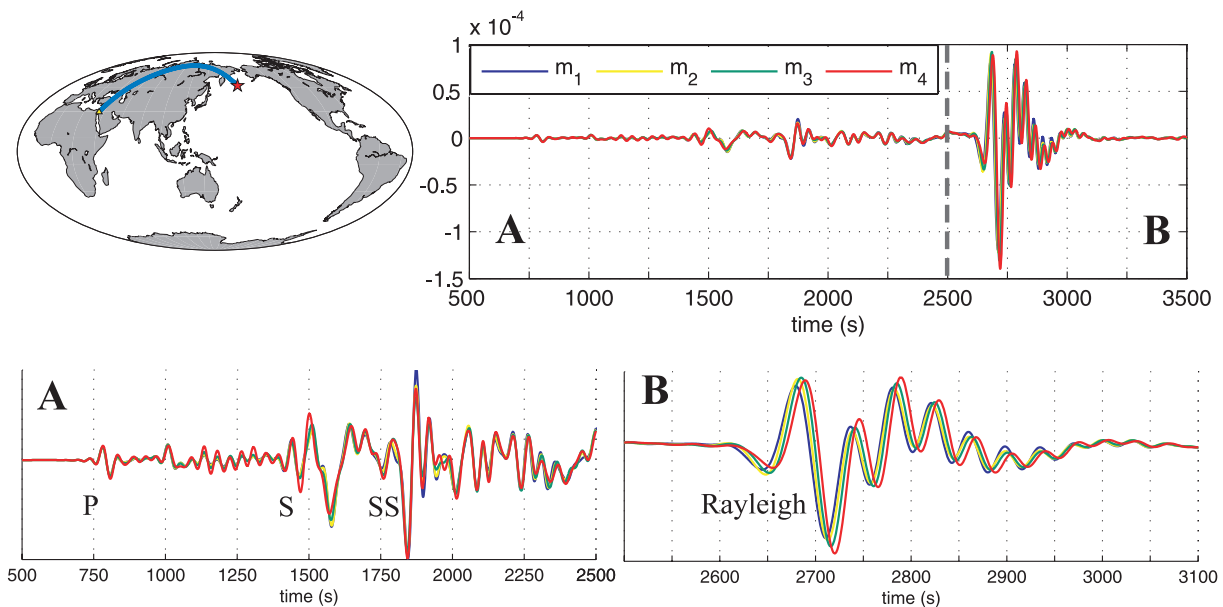 x 10⁻⁴
m₁ m₂ m₃ m₄
1
0
-0.5
-1
-1.5
A B
500 1000 1500 2000 2500 3000 3500
time (s)
A
P S SS
500 750 1000 1250 1500 1750 2000 2250 2500
time (s)
B
Rayleigh
2600 2700 2800 2900 3000 3100
time (s)